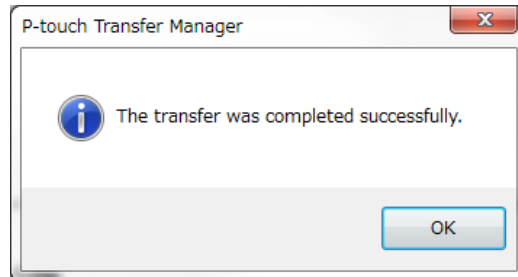 P-touch Transfer Manager
The transfer was completed successfully.
OK